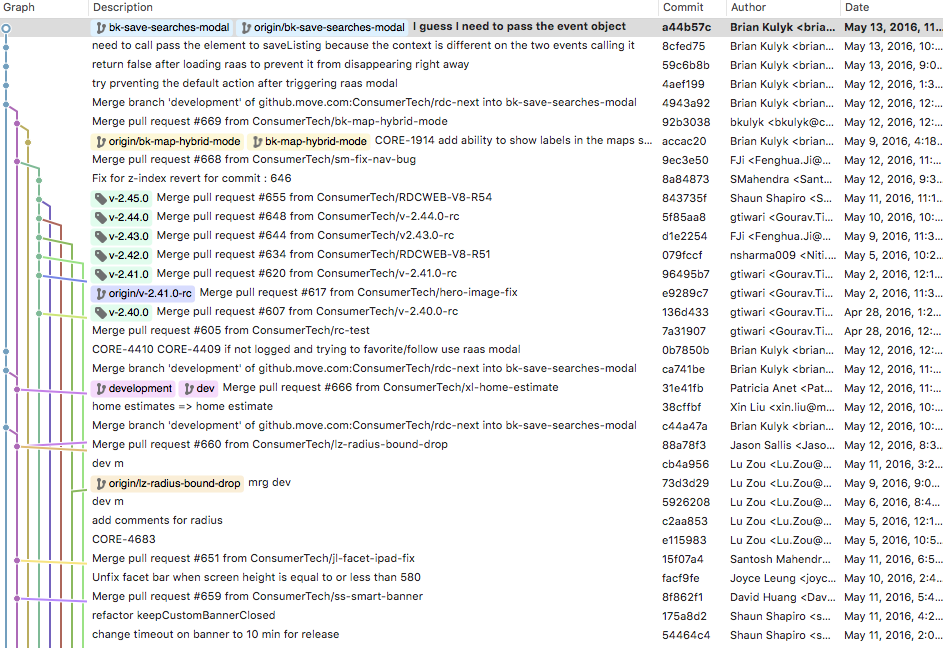 Graph Description Commit Author Date
bk-save-searches-modal origin/bk-save-searches-modal I guess I need to pass the event object a44b57c Brian Kulyk <bria... May 13, 2016, 11...
need to call pass the element to saveListing because the context is different on the two events calling it 8cfed75 Brian Kulyk <brian... May 13, 2016, 10:...
return false after loading raas to prevent it from disappearing right away 59c6b8b Brian Kulyk <brian... May 13, 2016, 9:0...
try prventing the default action after triggering raas modal 4aef199 Brian Kulyk <brian... May 12, 2016, 1:3...
Merge branch 'development' of github.move.com:ConsumerTech/rdc-next into bk-save-searches-modal 4943a92 Brian Kulyk <brian... May 12, 2016, 12:...
Merge pull request #669 from ConsumerTech/bk-map-hybrid-mode 92b3038 bkulyk <bkulyk@c... May 12, 2016, 12:...
origin/bk-map-hybrid-mode bk-map-hybrid-mode CORE-1914 add ability to show labels in the maps s... accac20 Brian Kulyk <brian... May 9, 2016, 4:18...
Merge pull request #668 from ConsumerTech/sm-fix-nav-bug 9ec3e50 FJi <Fenghua.Ji@... May 12, 2016, 11:...
Fix for z-index revert for commit : 646 8a84873 SMahendra <Sant... May 12, 2016, 9:3...
v-2.45.0 Merge pull request #655 from ConsumerTech/RDCWEB-V8-R54 843735f Shaun Shapiro <S... May 11, 2016, 11:1...
v-2.44.0 Merge pull request #648 from ConsumerTech/v-2.44.0-rc 5f85aa8 gtiwari <Gourav.Ti... May 10, 2016, 10:...
v-2.43.0 Merge pull request #644 from ConsumerTech/v2.43.0-rc d1e2254 FJi <Fenghua.Ji@... May 9, 2016, 11:3...
v-2.42.0 Merge pull request #634 from ConsumerTech/RDCWEB-V8-R51 079fccf nsharma009 <Niti.... May 5, 2016, 10:2...
v-2.41.0 Merge pull request #620 from ConsumerTech/v-2.41.0-rc 96495b7 gtiwari <Gourav.Ti... May 2, 2016, 12:1...
origin/v-2.41.0-rc Merge pull request #617 from ConsumerTech/hero-image-fix e9289c7 gtiwari <Gourav.Ti... May 2, 2016, 11:3...
v-2.40.0 Merge pull request #607 from ConsumerTech/v-2.40.0-rc 136d433 gtiwari <Gourav.Ti... Apr 28, 2016, 1:2...
Merge pull request #605 from ConsumerTech/rc-test 7a31907 gtiwari <Gourav.Ti... Apr 28, 2016, 12:...
CORE-4410 CORE-4409 if not logged and trying to favorite/follow use raas modal 0b7850b Brian Kulyk <brian... May 12, 2016, 12:...
Merge branch 'development' of github.move.com:ConsumerTech/rdc-next into bk-save-searches-modal ca741be Brian Kulyk <brian... May 12, 2016, 11:...
development dev Merge pull request #666 from ConsumerTech/xl-home-estimate 31e41fb Patricia Anet <Pat... May 12, 2016, 11:...
home estimates => home estimate 38cffbf Xin Liu <xin.liu@m... May 12, 2016, 9:...
Merge branch 'development' of github.move.com:ConsumerTech/rdc-next into bk-save-searches-modal c44a47a Brian Kulyk <brian... May 12, 2016, 10:...
Merge pull request #660 from ConsumerTech/lz-radius-bound-drop 88a78f3 Jason Sallis <Jaso... May 12, 2016, 8:3...
dev m cb4a956 Lu Zou <Lu.Zou@... May 11, 2016, 3:2...
origin/lz-radius-bound-drop mrg dev 73d3d29 Lu Zou <Lu.Zou@... May 9, 2016, 9:0...
dev m 5926208 Lu Zou <Lu.Zou@... May 6, 2016, 8:4...
add comments for radius c2aa853 Lu Zou <Lu.Zou@... May 5, 2016, 12:1...
CORE-4683 e115983 Lu Zou <Lu.Zou@... May 5, 2016, 10:5...
Merge pull request #651 from ConsumerTech/jl-facet-ipad-fix 15f07a4 Santosh Mahendr... May 11, 2016, 6:5...
Unfix facet bar when screen height is equal to or less than 580 facf9fe Joyce Leung <joyc... May 10, 2016, 2:4...
Merge pull request #659 from ConsumerTech/ss-smart-banner 8f862f1 David Huang <Dav... May 11, 2016, 5:4...
refactor keepCustomBannerClosed 175a8d2 Shaun Shapiro <s... May 11, 2016, 4:2...
change timeout on banner to 10 min for release 54464c4 Shaun Shapiro <s... May 11, 2016, 2:0...